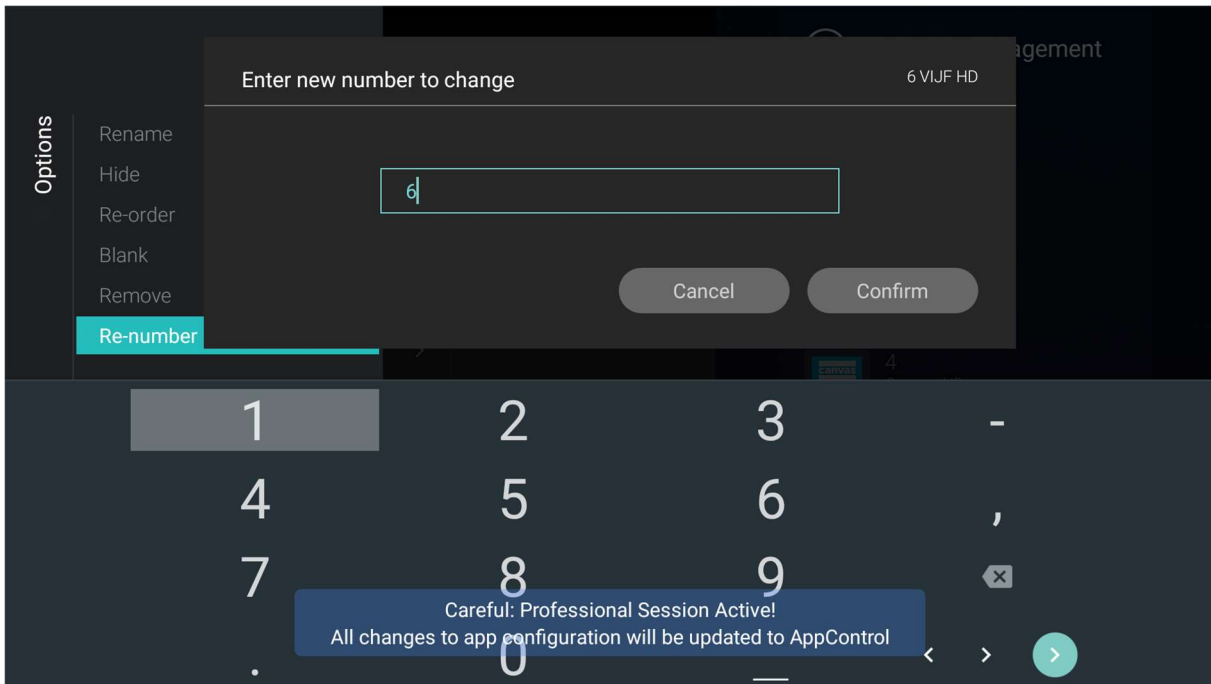 agement
Enter new number to change
6 VIJF HD
Options
Rename
Hide
Re-order
Blank
Remove
Re-number
6
Cancel
Confirm
canvas
4
1 2 3 -
4 5 6 ,
7 8 9
Careful: Professional Session Active!
All changes to app configuration will be updated to AppControl
. 0 _ < > >